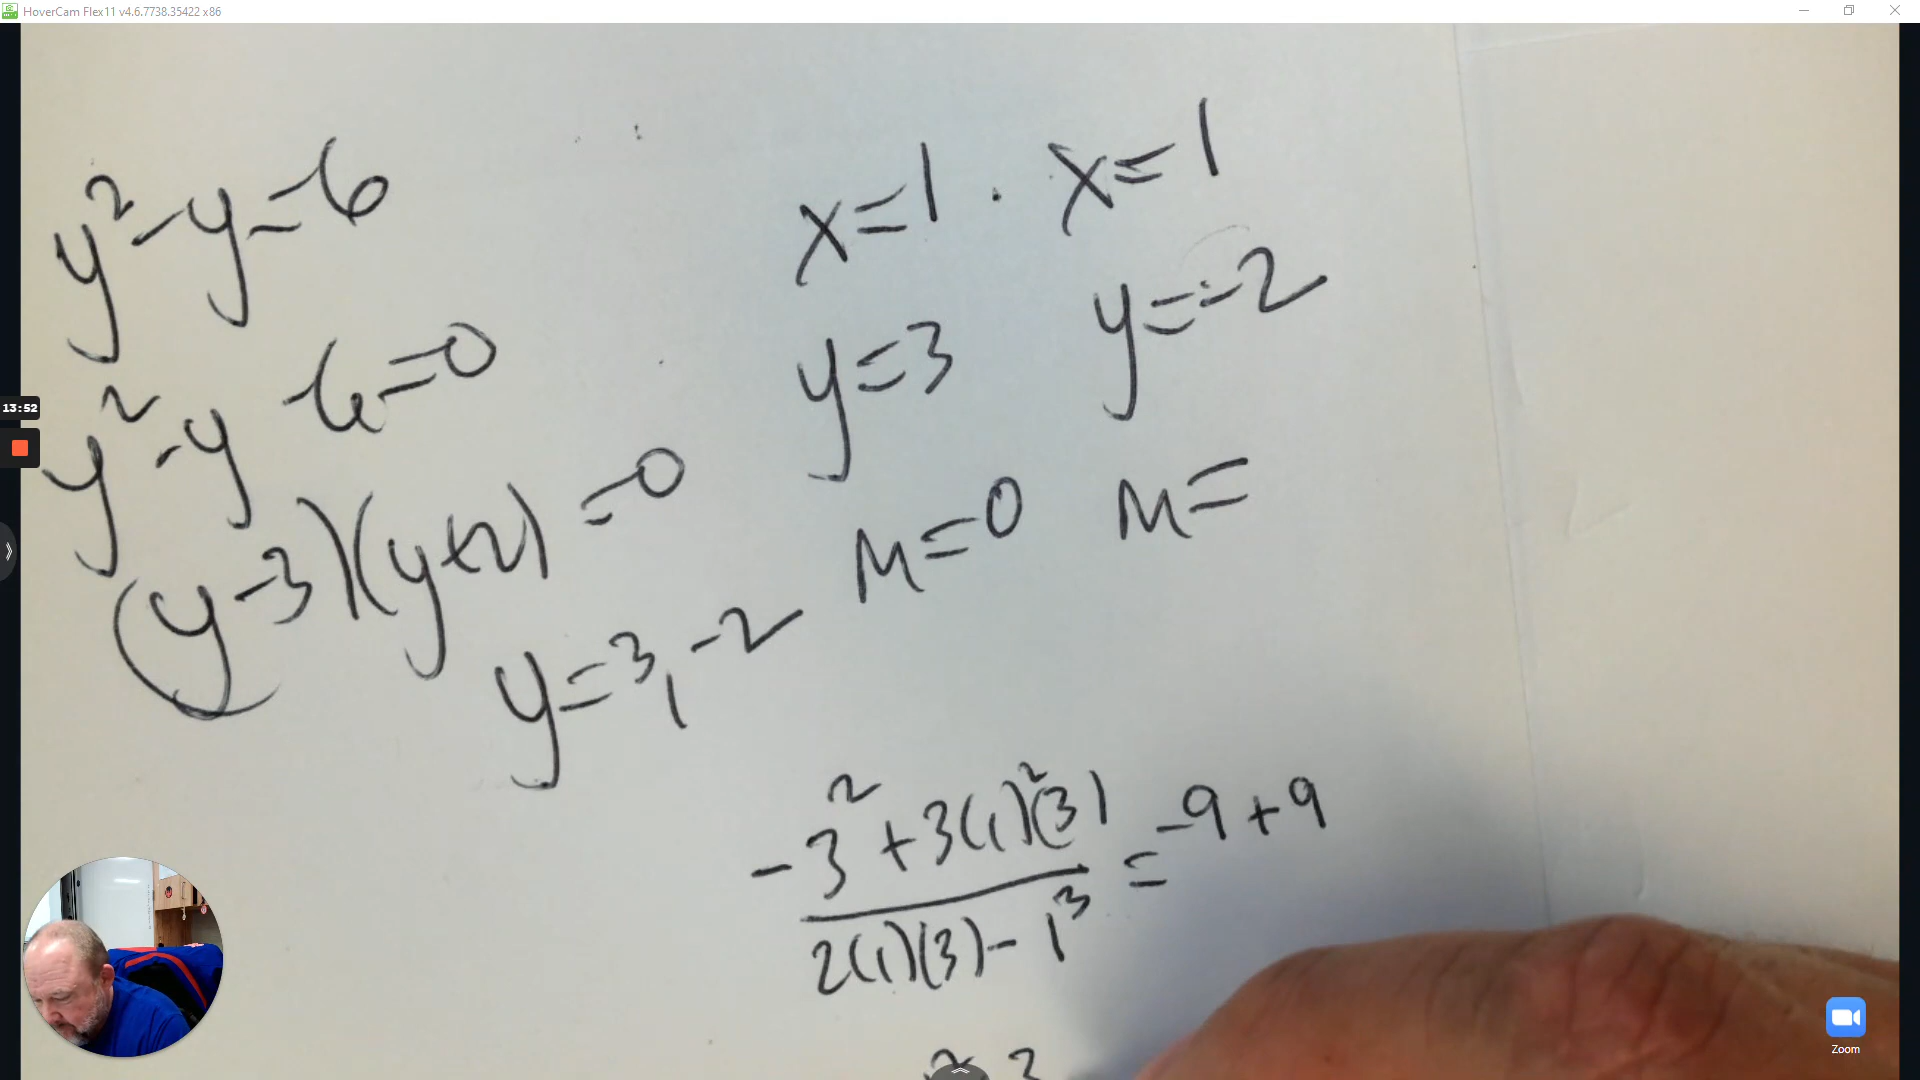 HoverCam Flex11 v4.6.7738.35422 x86
y²-y=6
y²-y-6=0
(y-3)(y+2)=0
y=3,-2
x=1 . x=1
y=3 y=-2
M=0 M=
13:52
-3²+3(1)²(3)
2(1)(3)-1³
=-9+9
Zoom